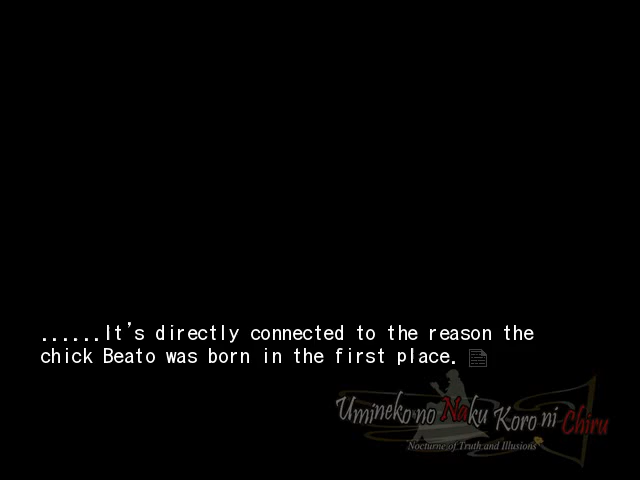 ......It's directly connected to the reason the
chick Beato was born in the first place.
Umineko no Naku Koro ni Chiru
Nocturne of Truth and Illusions